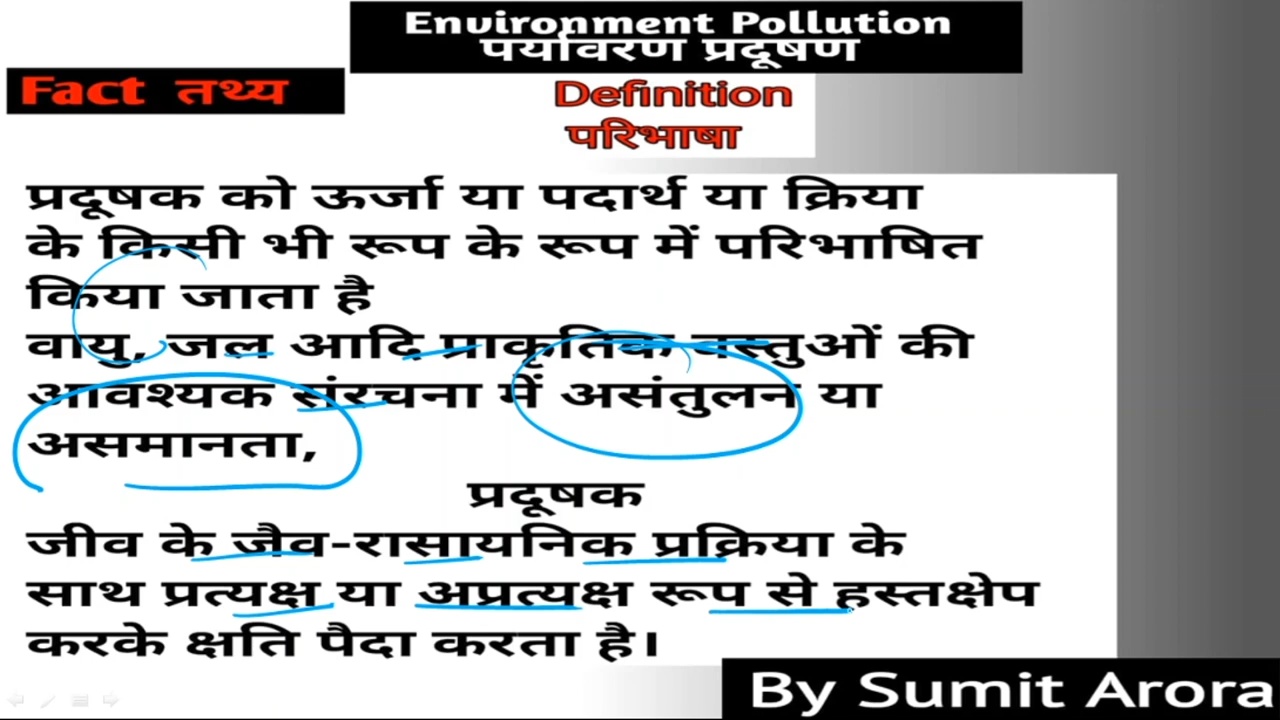 Environment Pollution
पर्यावरण प्रदूषण
Fact तथ्य
Definition
परिभाषा
प्रदूषक को ऊर्जा या पदार्थ या क्रिया
के किसी भी रूप के रूप में परिभाषित
किया जाता है
वायु, जल आदि प्राकृतिक वस्तुओं की
आवश्यक संरचना में असंतुलन या
असमानता,
प्रदूषक
जीव के जैव-रासायनिक प्रक्रिया के
साथ प्रत्यक्ष या अप्रत्यक्ष रूप से हस्तक्षेप
करके क्षति पैदा करता है।
By Sumit Arora